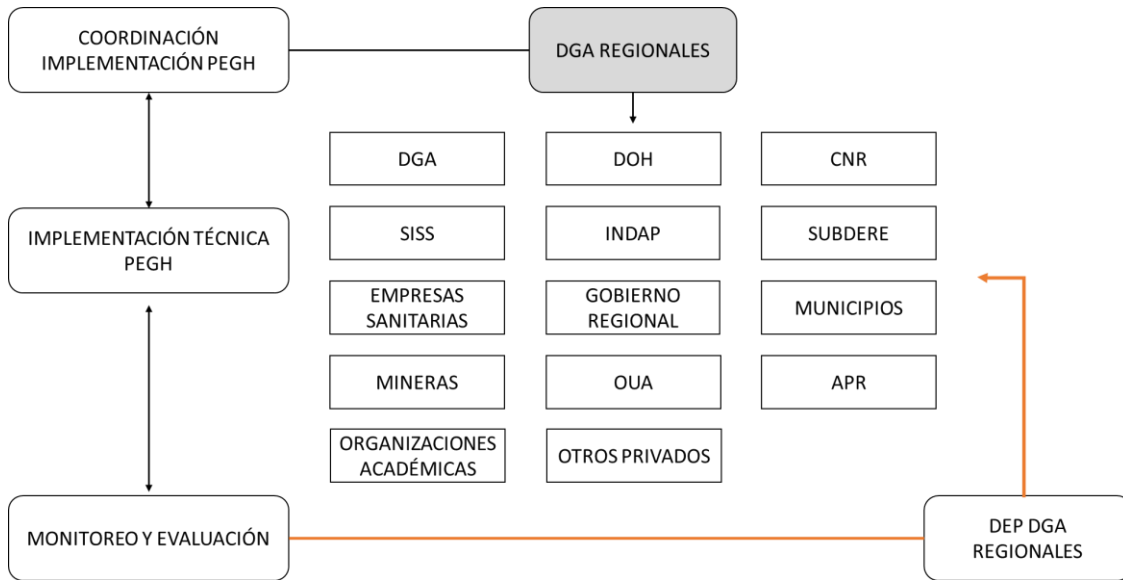 COORDINACIÓN
IMPLEMENTACIÓN PEGH
DGA REGIONALES
DGA
DOH
CNR
IMPLEMENTACIÓN TÉCNICA
PEGH
SISS
INDAP
SUBDERE
EMPRESAS
SANITARIAS
GOBIERNO
REGIONAL
MUNICIPIOS
MINERAS
OUA
APR
ORGANIZACIONES
ACADÉMICAS
OTROS PRIVADOS
MONITOREO Y EVALUACIÓN
DEP DGA
REGIONALES